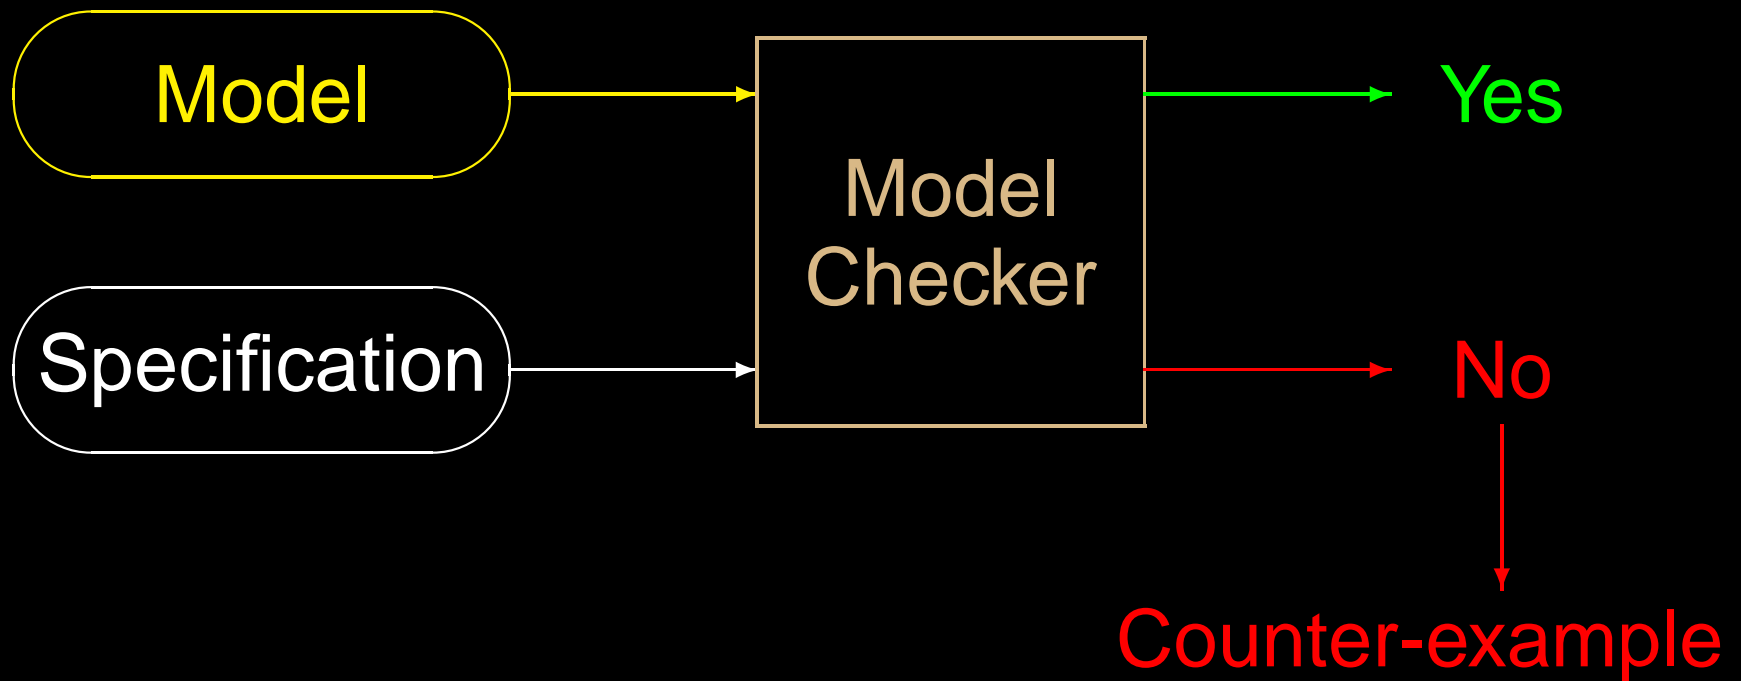 Model
Yes
Model
Checker
Specification
No
Counter-example